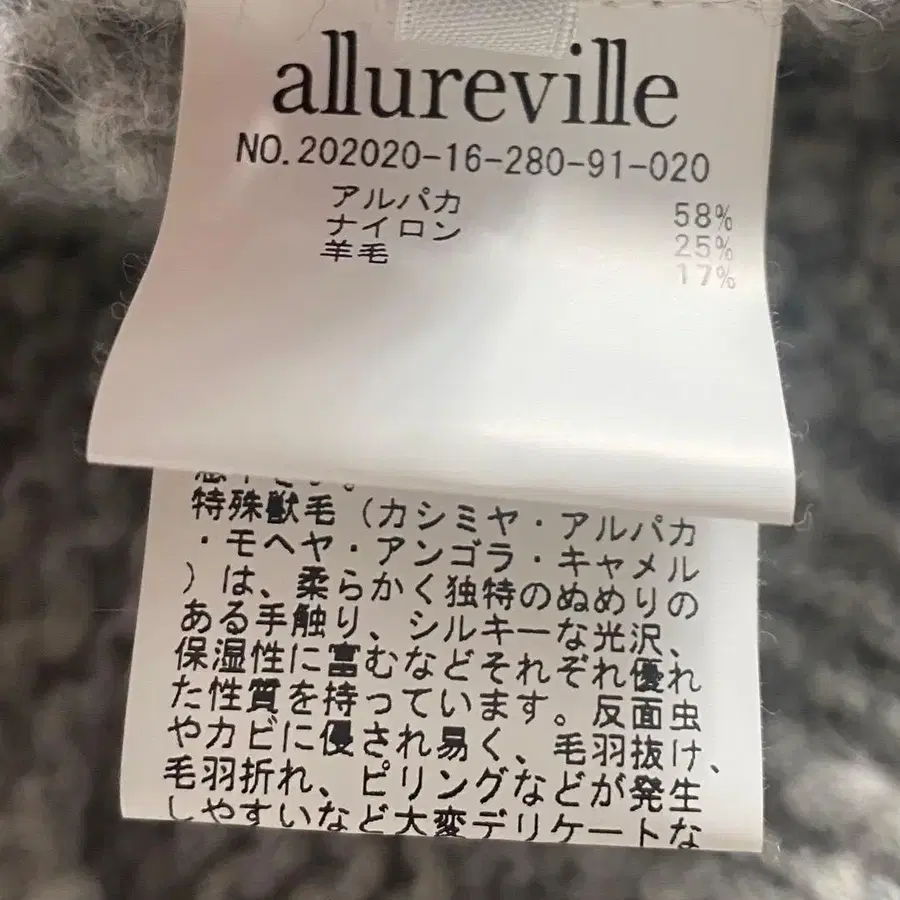 allureville
NO.202020-16-280-91-020
アルパカ 58%
ナイロン 25%
羊毛 17%
特殊獣毛（カシミヤ・アルパカ
・モヘヤ・アンゴラ・キャメル
）は、柔らかく独特のぬめりの
ある手触り、シルキーな光沢、
保湿性に富むなどそれぞれ優れ
た性質を持っています。反面虫
やカビに侵され易く、毛羽抜け、
毛羽折れ、ピリングなどが発生
しやすいなど大変デリケートな